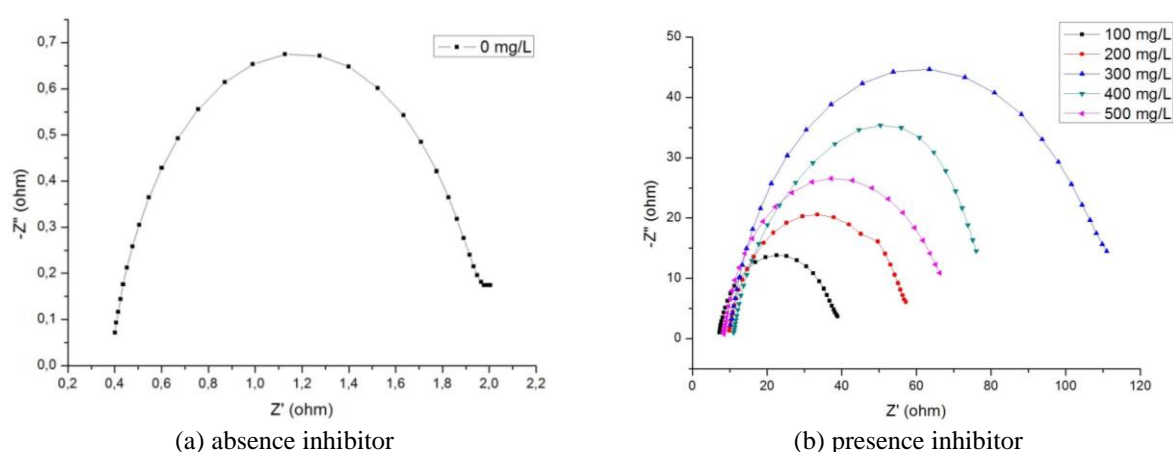 0,7
0,6
0,5
0,4
0,3
0,2
0,1
0,0
-Z" (ohm)
0 mg/L
0,2 0,4 0,6 0,8 1,0 1,2 1,4 1,6 1,8 2,0 2,2
Z' (ohm)
(a) absence inhibitor
50
40
30
20
10
0
-Z" (ohm)
100 mg/L
200 mg/L
300 mg/L
400 mg/L
500 mg/L
0 20 40 60 80 100 120
Z' (ohm)
(b) presence inhibitor